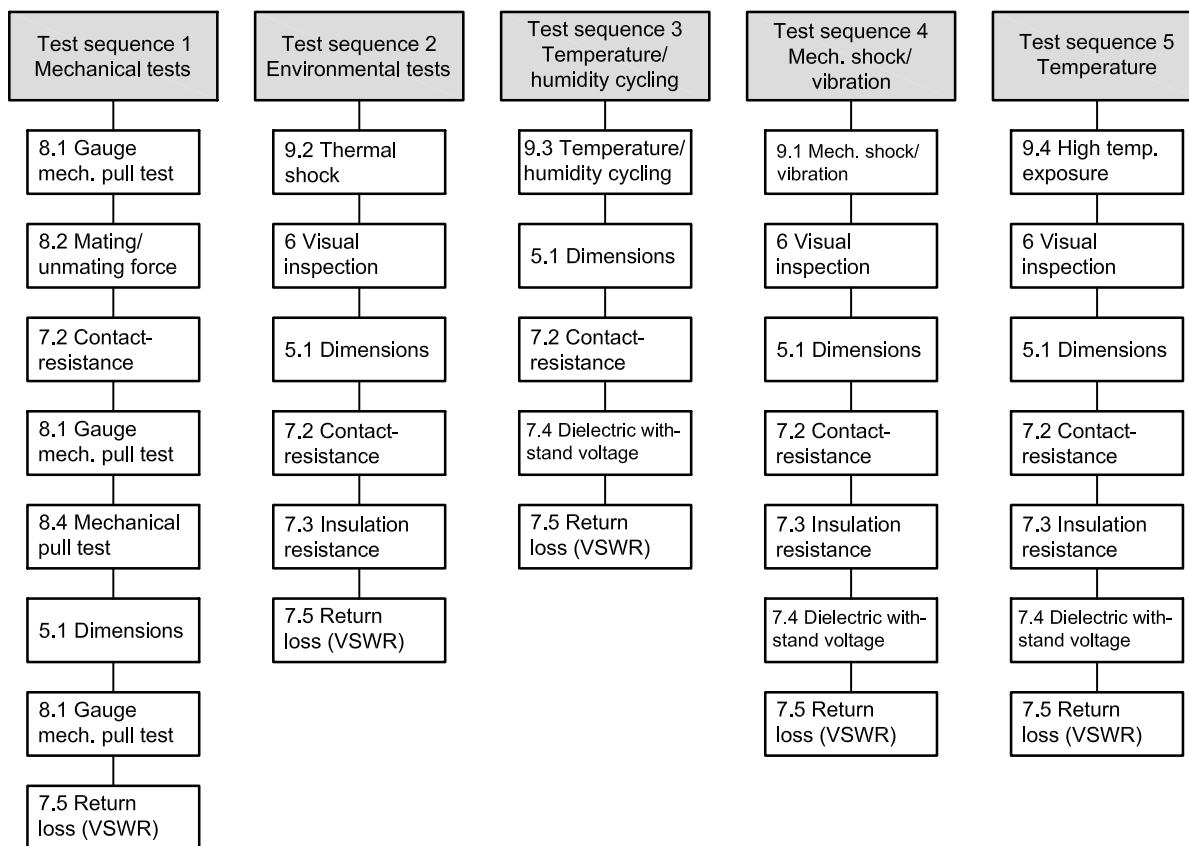 Test sequence 1
Mechanical tests
8.1 Gauge
mech. pull test
8.2 Mating/
unmating force
7.2 Contact-
resistance
8.1 Gauge
mech. pull test
8.4 Mechanical
pull test
5.1 Dimensions
8.1 Gauge
mech. pull test
7.5 Return
loss (VSWR)
Test sequence 2
Environmental tests
9.2 Thermal
shock
6 Visual
inspection
5.1 Dimensions
7.2 Contact-
resistance
7.3 Insulation
resistance
7.5 Return
loss (VSWR)
Test sequence 3
Temperature/
humidity cycling
9.3 Temperature/
humidity cycling
5.1 Dimensions
7.2 Contact-
resistance
7.4 Dielectric with-
stand voltage
7.5 Return
loss (VSWR)
Test sequence 4
Mech. shock/
vibration
9.1 Mech. shock/
vibration
6 Visual
inspection
5.1 Dimensions
7.2 Contact-
resistance
7.3 Insulation
resistance
7.4 Dielectric with-
stand voltage
7.5 Return
loss (VSWR)
Test sequence 5
Temperature
9.4 High temp.
exposure
6 Visual
inspection
5.1 Dimensions
7.2 Contact-
resistance
7.3 Insulation
resistance
7.4 Dielectric with-
stand voltage
7.5 Return
loss (VSWR)